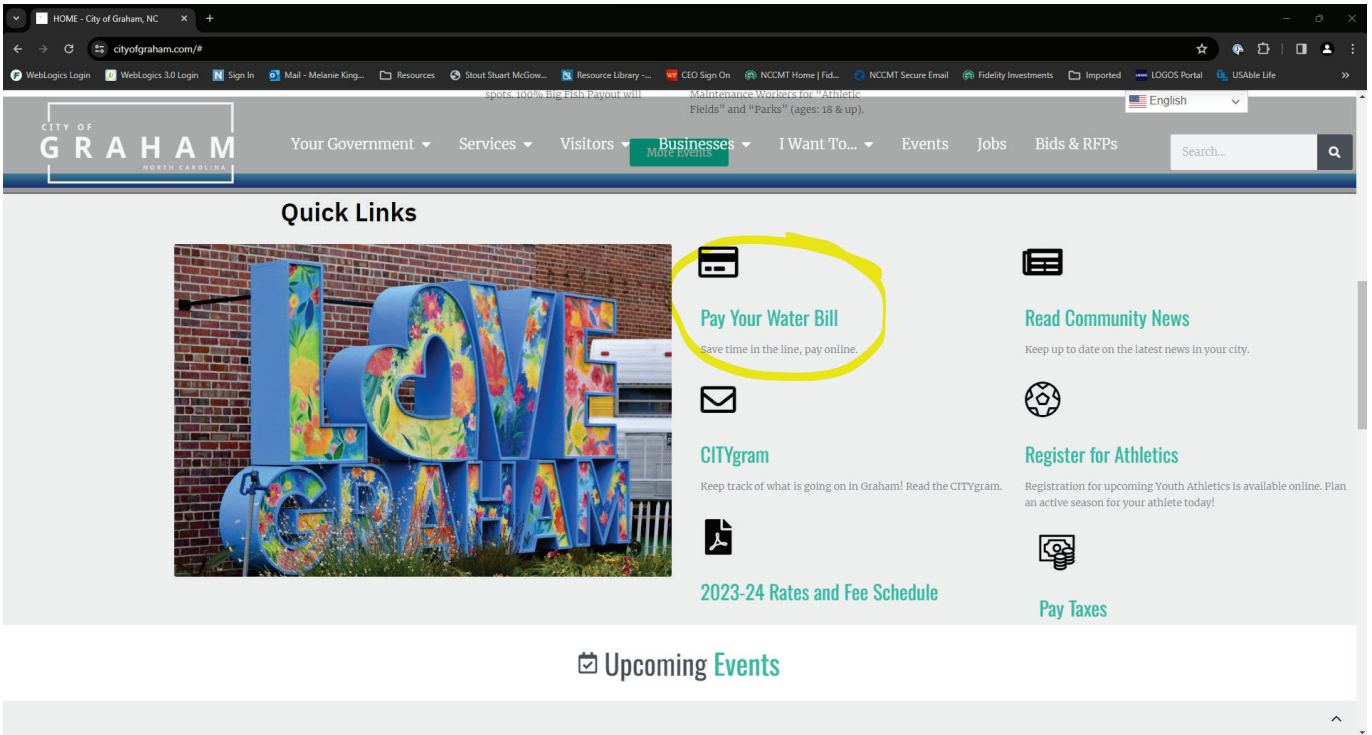 HOME - City of Graham, NC
cityofgraham.com/#
WebLogics Login
WebLogics 3.0 Login
Sign In
Mail - Melanie King...
Resources
Stout Stuart McGow...
Resource Library -...
CEO Sign On
NCCMT Home | Fid...
NCCMT Secure Email
Fidelity Investments
Imported
LOGOS Portal
USAble Life
spots. 100% Big Fish Payout will
Maintenance Workers for "Athletic
Fields" and "Parks" (ages: 18 & up).
English
CITY OF
GRAHAM
NORTH CAROLINA
Your Government
Services
Visitors
Businesses
I Want To...
Events
Jobs
Bids & RFPs
Search...
More Events
Quick Links
LOVE
GRAHAM
Pay Your Water Bill
Save time in the line, pay online.
Read Community News
Keep up to date on the latest news in your city.
CITYgram
Keep track of what is going on in Graham! Read the CITYgram.
Register for Athletics
Registration for upcoming Youth Athletics is available online. Plan
an active season for your athlete today!
2023-24 Rates and Fee Schedule
Pay Taxes
Upcoming Events